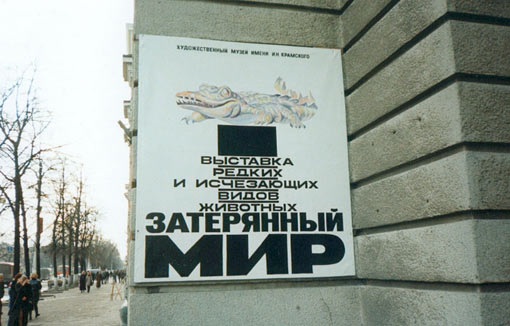 ХУДОЖЕСТВЕННЫЙ МУЗЕЙ ИМЕНИ И.Н. КРАМСКОГО
ВЫСТАВКА
РЕДКИХ
И ИСЧЕЗАЮЩИХ
ВИДОВ
ЖИВОТНЫХ
ЗАТЕРЯННЫЙ
МИР